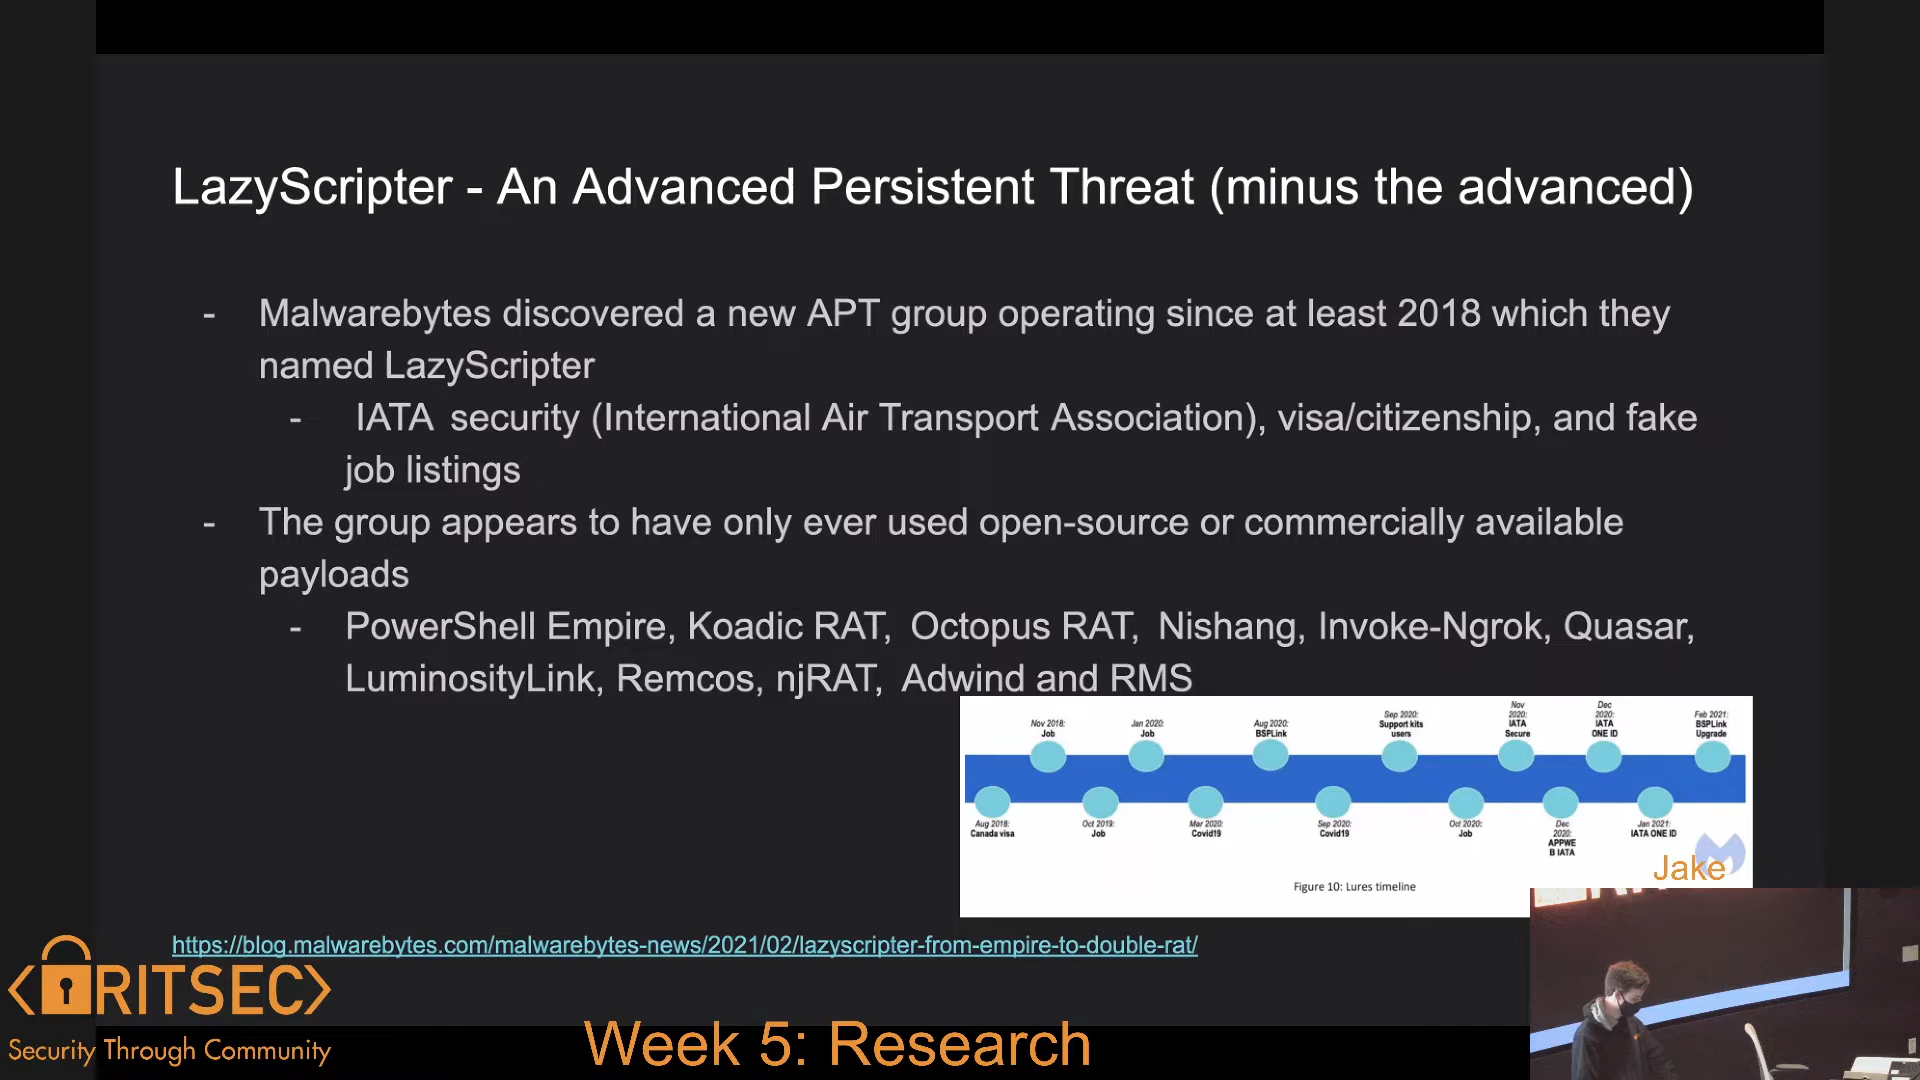 LazyScripter - An Advanced Persistent Threat (minus the advanced)
- Malwarebytes discovered a new APT group operating since at least 2018 which they
named LazyScripter
- IATA security (International Air Transport Association), visa/citizenship, and fake
job listings
- The group appears to have only ever used open-source or commercially available
payloads
- PowerShell Empire, Koadic RAT, Octopus RAT, Nishang, Invoke-Ngrok, Quasar,
LuminosityLink, Remcos, njRAT, Adwind and RMS
Nov 2018:
Job
Jan 2020:
Job
Aug 2020:
BSPLink
Sep 2020:
Support kits
users
Nov
2020:
IATA
Secure
Dec
2020:
IATA
ONE ID
Feb 2021:
BSPLink
Upgrade
Aug 2018:
Canada visa
Oct 2019:
Job
Mar 2020:
Covid19
Sep 2020:
Covid19
Oct 2020:
Job
Dec
2020:
APPWE
B IATA
Jan 2021:
IATA ONE ID
Figure 10: Lures timeline
Jake
https://blog.malwarebytes.com/malwarebytes-news/2021/02/lazyscripter-from-empire-to-double-rat/
<RITSEC>
Security Through Community
Week 5: Research